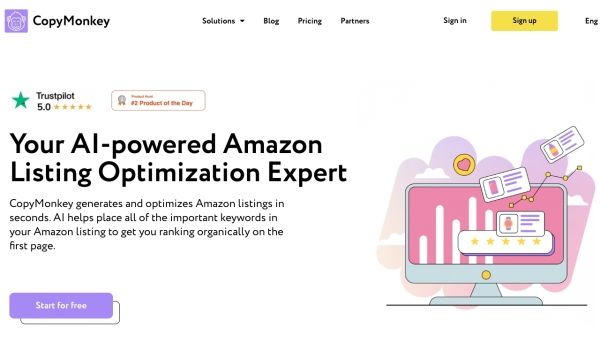 CopyMonkey
Solutions
Blog
Pricing
Partners
Sign in
Sign up
Eng
Trustpilot
5.0
Product Hunt
#2 Product of the Day
Your AI-powered Amazon
Listing Optimization Expert
CopyMonkey generates and optimizes Amazon listings in
seconds. AI helps place all of the important keywords in
your Amazon listing to get you ranking organically on the
first page.
Start for free